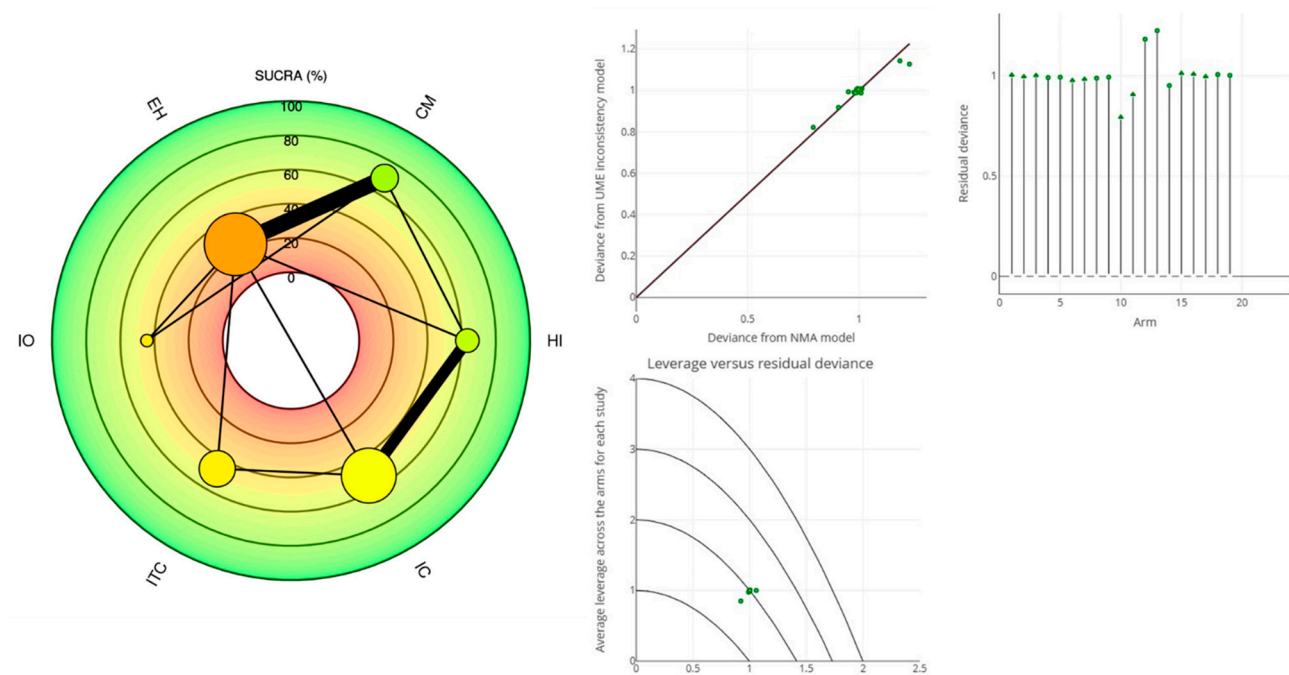 SUCRA (%)
EH
CM
100
80
60
40
20
0
IO
HI
ITC
IC
Deviance from UME inconsistency model
1.2
1
0.8
0.6
0.4
0.2
0
0
0.5
1
Deviance from NMA model
Residual deviance
1
0.5
0
0
5
10
15
20
Arm
Leverage versus residual deviance
Average leverage across the arms for each study
4
3
2
1
0
0
0.5
1
1.5
2
2.5